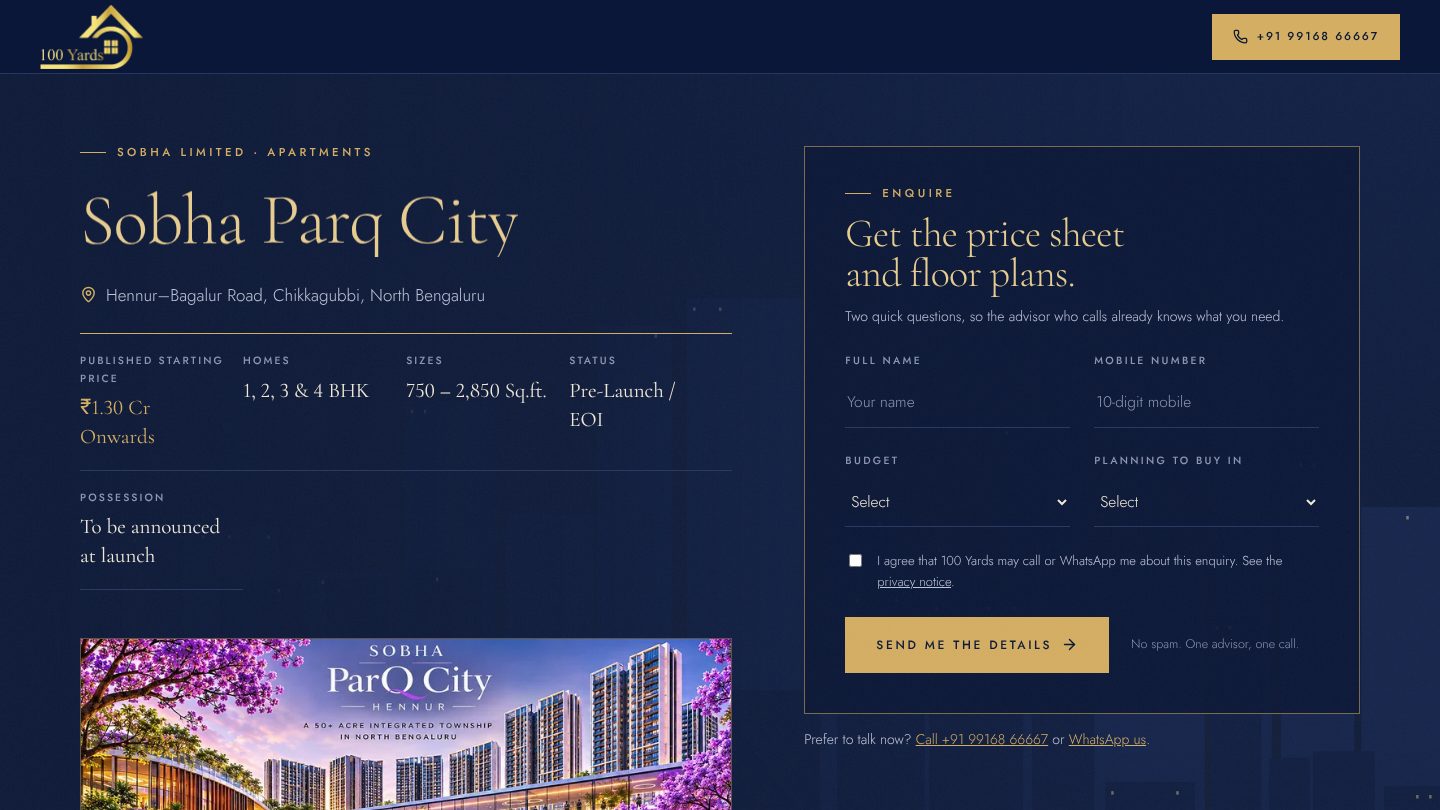 100 Yards
+91 99168 66667
SOBHA LIMITED · APARTMENTS
Sobha Parq City
Hennur–Bagalur Road, Chikkagubbi, North Bengaluru
PUBLISHED STARTING
PRICE
₹1.30 Cr
Onwards
HOMES
1, 2, 3 & 4 BHK
SIZES
750 – 2,850 Sq.ft.
STATUS
Pre-Launch /
EOI
POSSESSION
To be announced
at launch
SOBHA
ParQ City
HENNUR
A 50+ ACRE INTEGRATED TOWNSHIP
IN NORTH BENGALURU
ENQUIRE
Get the price sheet
and floor plans.
Two quick questions, so the advisor who calls already knows what you need.
FULL NAME
Your name
MOBILE NUMBER
10-digit mobile
BUDGET
Select
PLANNING TO BUY IN
Select
I agree that 100 Yards may call or WhatsApp me about this enquiry. See the
privacy notice.
SEND ME THE DETAILS
No spam. One advisor, one call.
Prefer to talk now? Call +91 99168 66667 or WhatsApp us.